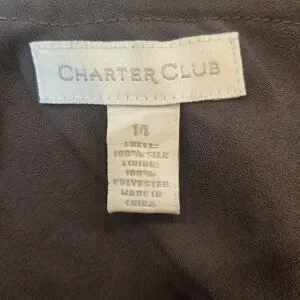 CHARTER CLUB
14
SHELL:
100% SILK
LINING:
100%
POLYESTER
MADE IN
CHINA